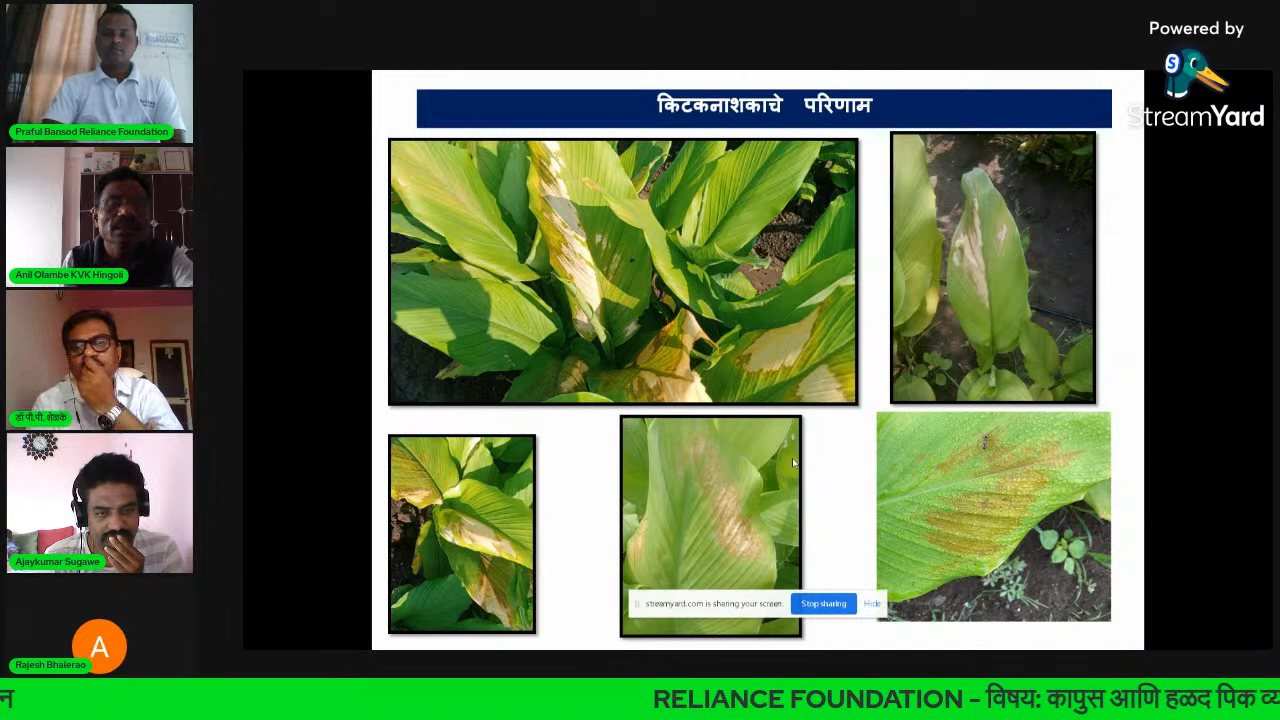 Powered by
StreamYard
किटकनाशकाचे परिणाम
Praful Bansod Reliance Foundation
Anil Olambe KVK Hingoli
डॉ पी.पी. शेळके
Ajaykumar Sugawe
A
Rajesh Bhalerao
streamyard.com is sharing your screen.
Stop sharing
Hide
न
RELIANCE FOUNDATION - विषय: कापुस आणि हळद पिक व्य